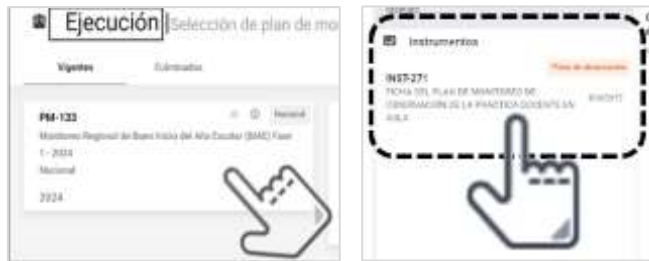 Ejecución Selección de plan de mo
Vigentes Culminados
PM-133 Nacional
Monitoreo Regional de Buen Inicio del Año Escolar (BIAE) Fase
1 - 2024
Nacional
2024
Instrumentos
INST-271
FICHA DEL PLAN DE MONITOREO DE
OBSERVACIÓN DE LA PRÁCTICA DOCENTE EN
AULA